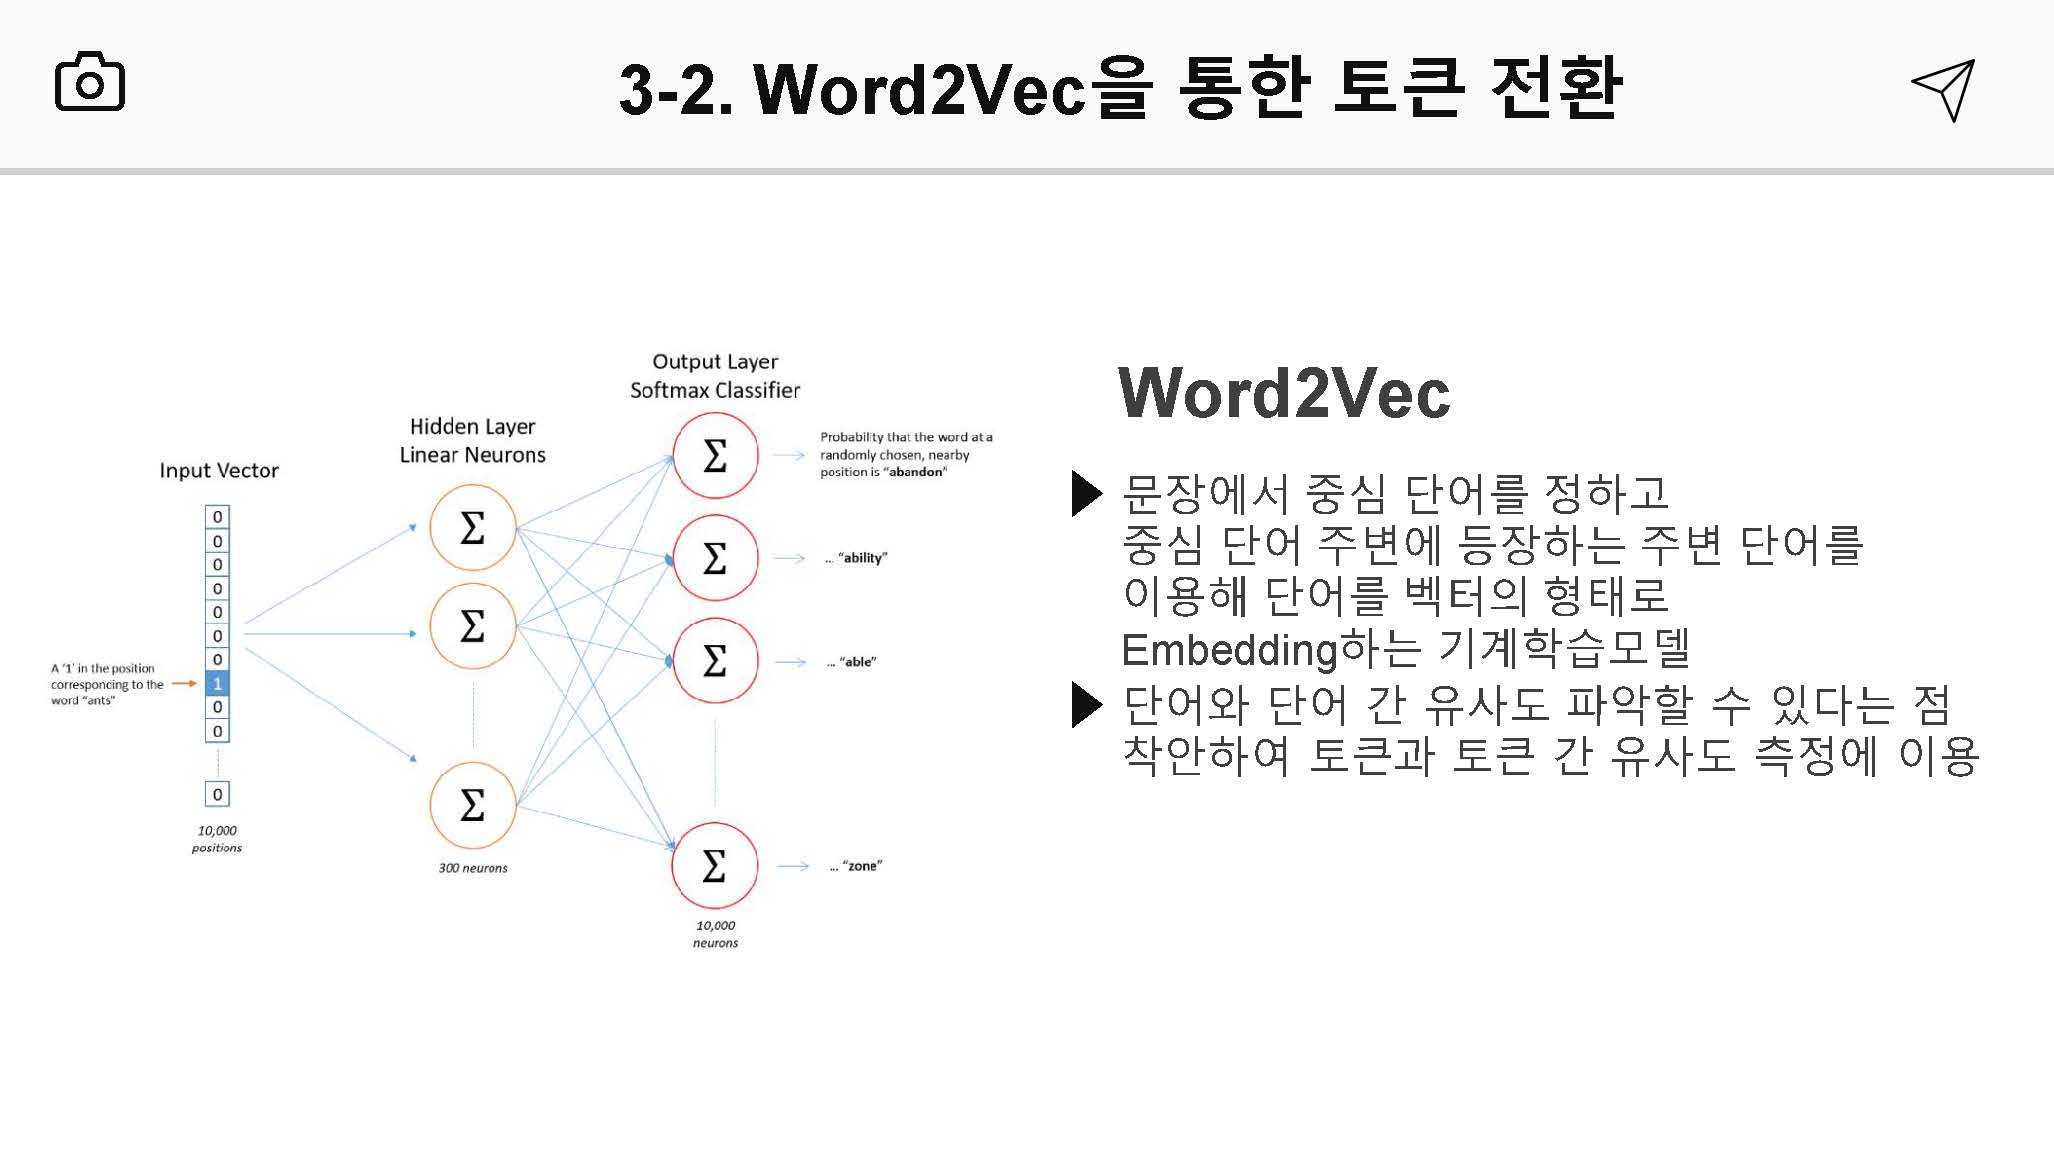 3-2. Word2Vec을 통한 토큰 전환
Output Layer
Softmax Classifier
Hidden Layer
Linear Neurons
Input Vector
Σ
Σ
Σ
Σ
Σ
Σ
Σ
0
0
0
0
0
0
0
1
0
0
0
A '1' in the position
corresponding to the
word "ants"
10,000
positions
300 neurons
10,000
neurons
Probability that the word at a
randomly chosen, nearby
position is "abandon"
... "ability"
... "able"
... "zone"
Word2Vec
문장에서 중심 단어를 정하고
중심 단어 주변에 등장하는 주변 단어를
이용해 단어를 벡터의 형태로
Embedding하는 기계학습모델
단어와 단어 간 유사도 파악할 수 있다는 점
착안하여 토큰과 토큰 간 유사도 측정에 이용